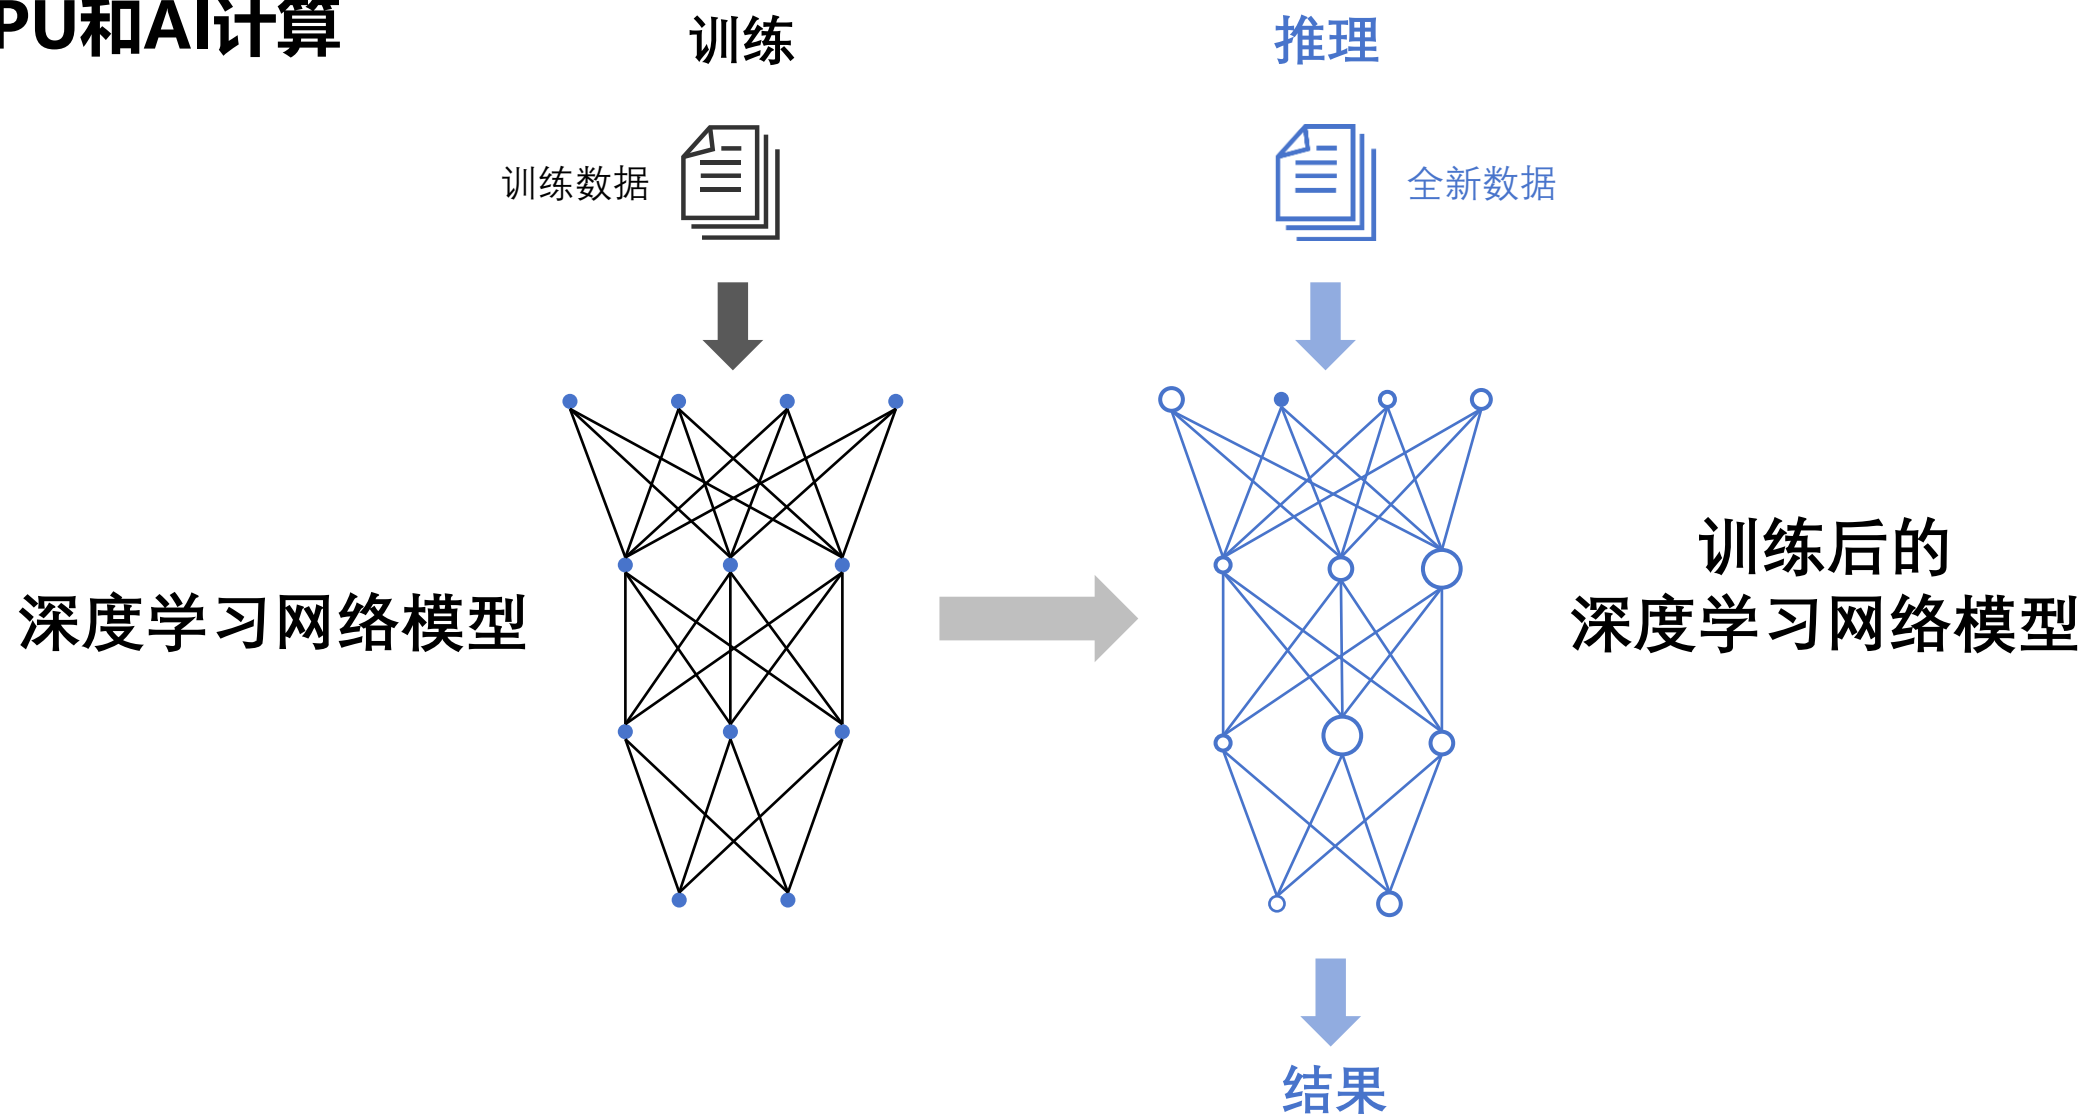 PU和AI计算
训练
推理
训练数据
全新数据
深度学习网络模型
训练后的
深度学习网络模型
结果